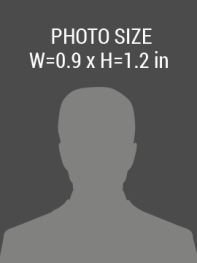 PHOTO SIZE
W=0.9 x H=1.2 in